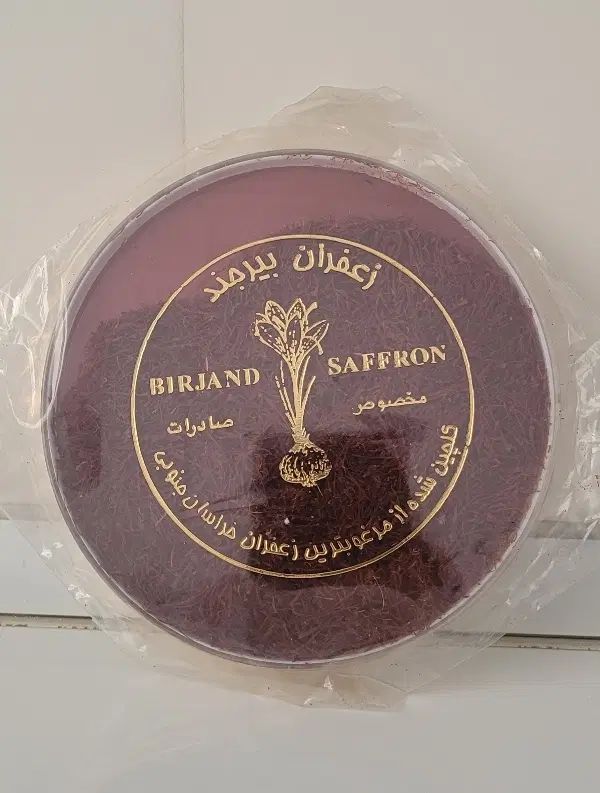 زعفران بیرجند
BIRJAND SAFFRON
مخصوص صادرات
گلچین شده از مرغوبترین زعفران خراسان جنوبی